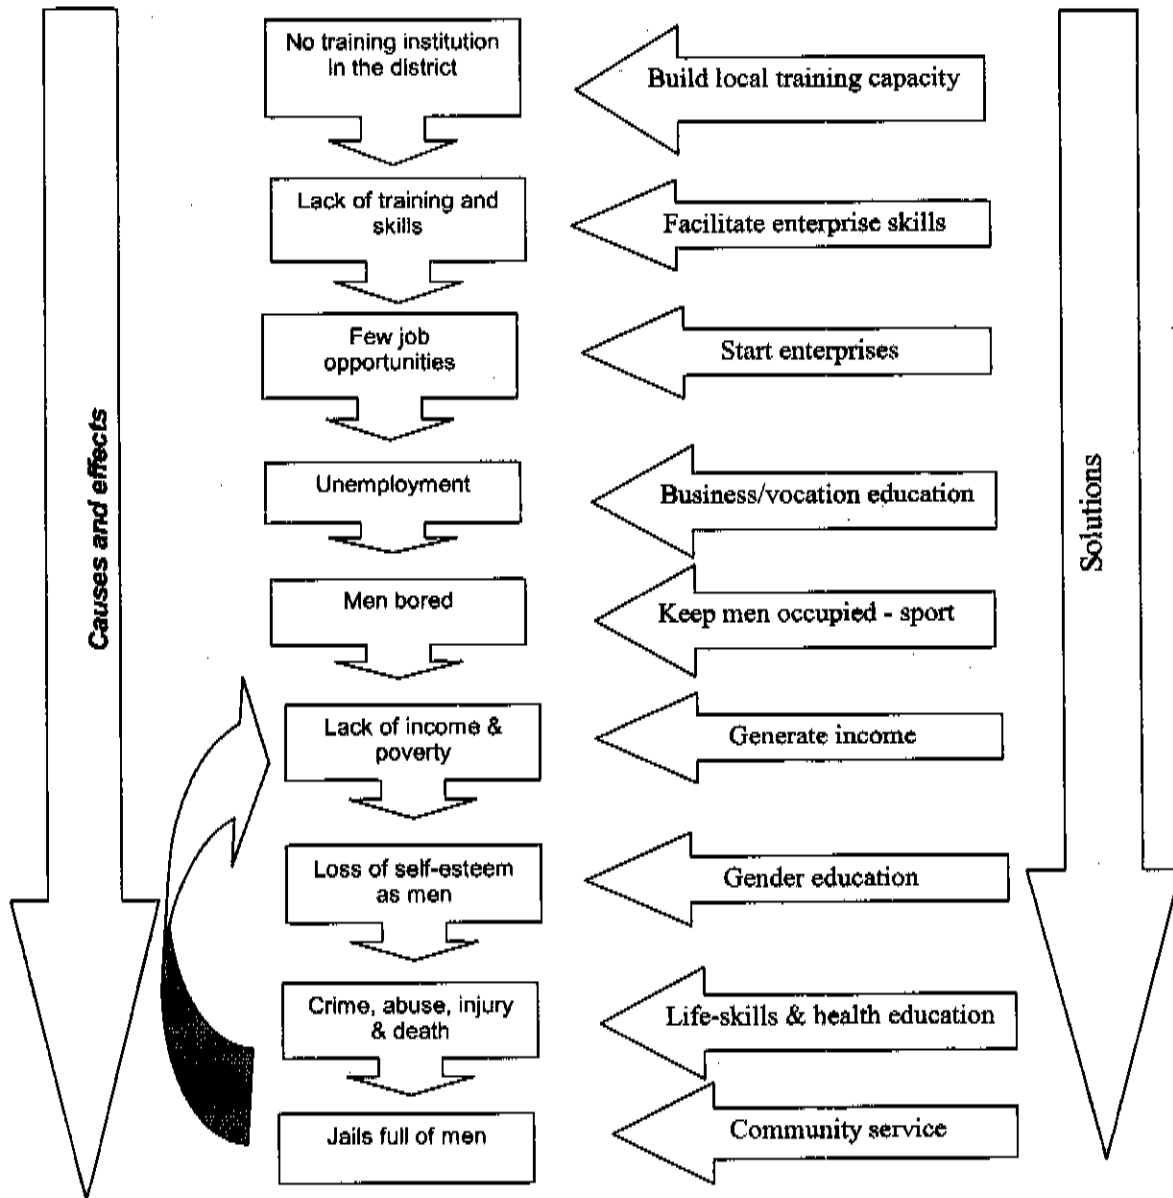 No training institution
in the district
Build local training capacity
Lack of training and
skills
Facilitate enterprise skills
Few job
opportunities
Start enterprises
Causes and effects
Unemployment
Business/vocation education
Solutions
Men bored
Keep men occupied - sport
Lack of income &
poverty
Generate income
Loss of self-esteem
as men
Gender education
Crime, abuse, injury
& death
Life-skills & health education
Jails full of men
Community service